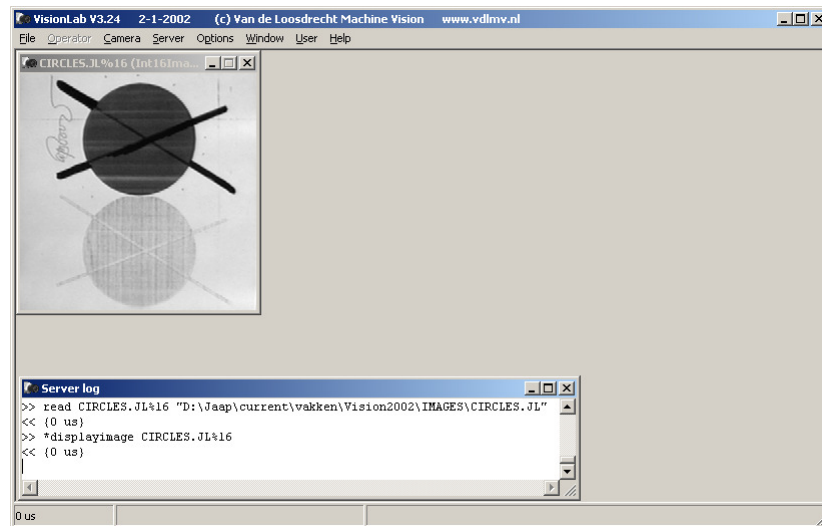 VisionLab V3.24 2-1-2002 (c) Van de Loosdrecht Machine Vision www.vdlmv.nl
File Operator Camera Server Options Window User Help
CIRCLES.JL%16 (Int16Ima...
Server log
>> read CIRCLES.JL%16 "D:\Jaap\current\vakken\Vision2002\IMAGES\CIRCLES.JL"
<< {0 us}
>> *displayimage CIRCLES.JL%16
<< {0 us}
0 us